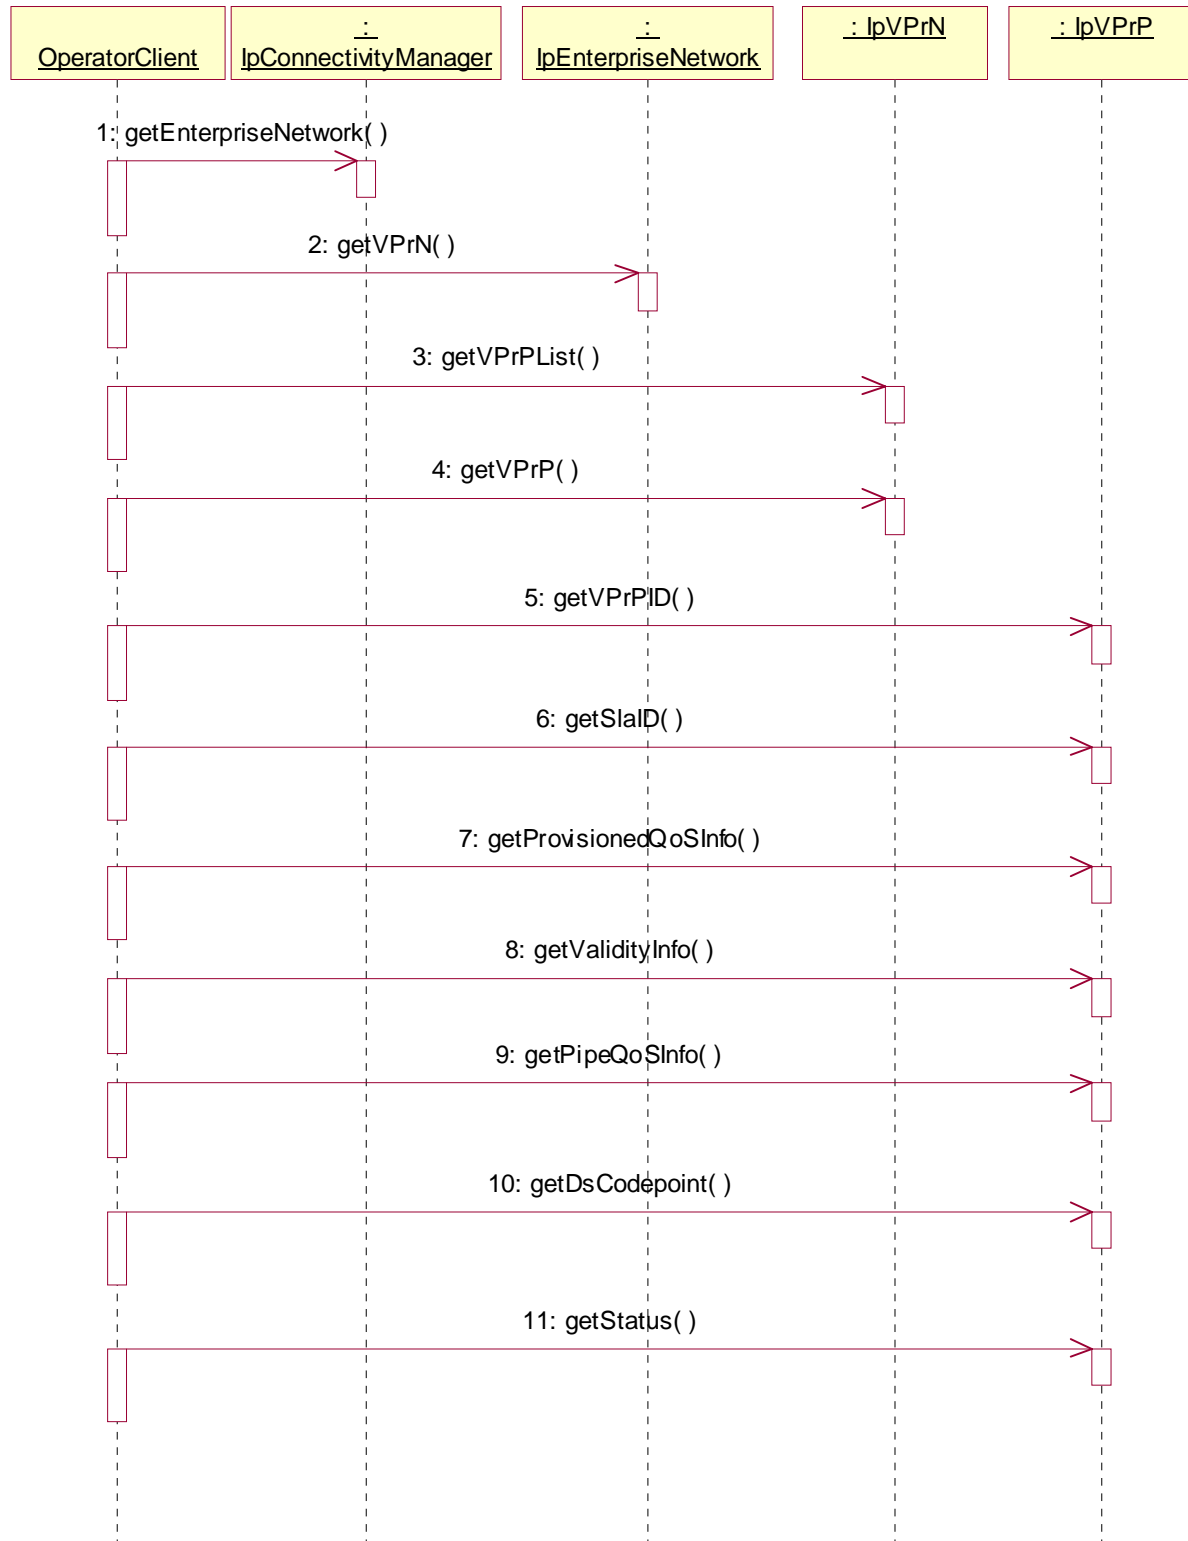 OperatorClient
:
IpConnectivityManager
:
IpEnterpriseNetwork
: IpVPrN
: IpVPrP
1: getEnterpriseNetwork( )
2: getVPrN( )
3: getVPrPList( )
4: getVPrP( )
5: getVPrPID( )
6: getSlaID( )
7: getProvisionedQoSInfo( )
8: getValidityInfo( )
9: getPipeQoSInfo( )
10: getDsCodepoint( )
11: getStatus( )